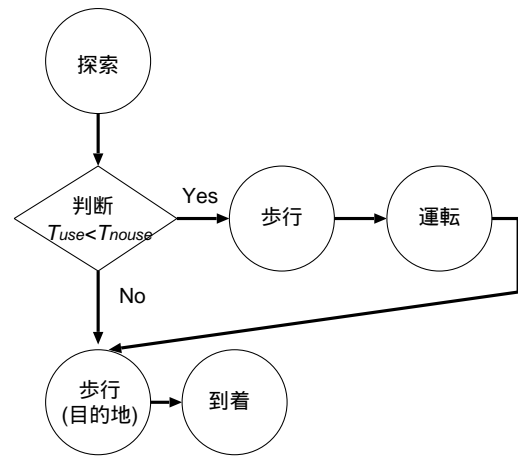 探索
判断
Tuse<Tnouse
Yes
歩行
運転
No
歩行
(目的地)
到着